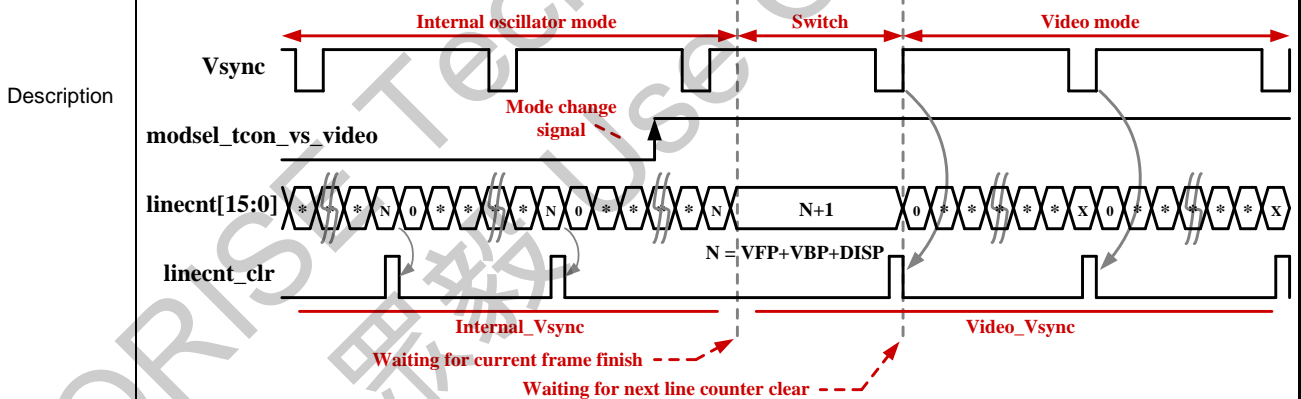 Internal oscillator mode
Switch
Video mode
Vsync
Description
Mode change
signal
modsel_tcon_vs_video
linecnt[15:0]
* * * N 0 * * * * N 0 * * * * * N
N+1
0 * * * * * X 0 * * * * * X
N = VFP+VBP+DISP
linecnt_clr
Internal_Vsync
Video_Vsync
Waiting for current frame finish
Waiting for next line counter clear